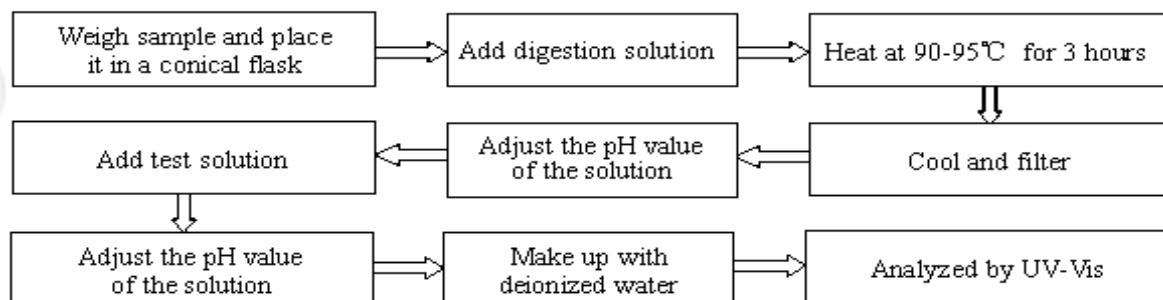 Weigh sample and place
it in a conical flask
Add digestion solution
Heat at 90-95℃ for 3 hours
Cool and filter
Adjust the pH value
of the solution
Add test solution
Adjust the pH value
of the solution
Make up with
deionized water
Analyzed by UV-Vis